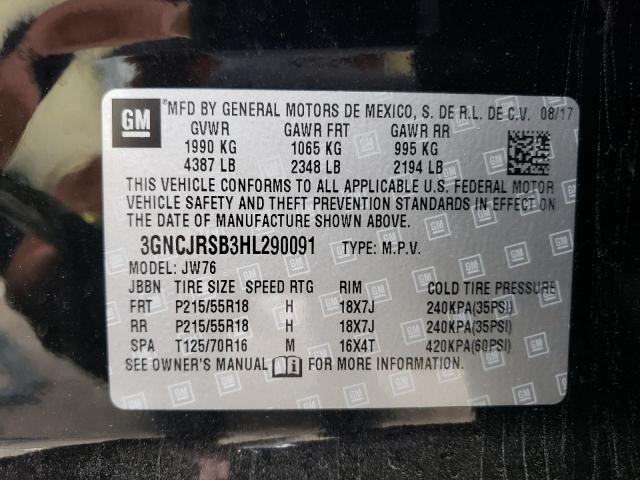 GM
®MFD BY GENERAL MOTORS DE MEXICO, S. DE R.L. DE C.V. 08/17
GVWR GAWR FRT GAWR RR
1990 KG 1065 KG 995 KG
4387 LB 2348 LB 2194 LB
THIS VEHICLE CONFORMS TO ALL APPLICABLE U.S. FEDERAL MOTOR
VEHICLE SAFETY AND THEFT PREVENTION STANDARDS IN EFFECT ON
THE DATE OF MANUFACTURE SHOWN ABOVE.
3GNCJRSB3HL290091 TYPE: M.P.V.
MODEL: JW76
JBBN TIRE SIZE SPEED RTG RIM COLD TIRE PRESSURE
FRT P215/55R18 H 18X7J 240KPA(35PSI)
RR P215/55R18 H 18X7J 240KPA(35PSI)
SPA T125/70R16 M 16X4T 420KPA(60PSI)
SEE OWNER'S MANUAL i FOR MORE INFORMATION.